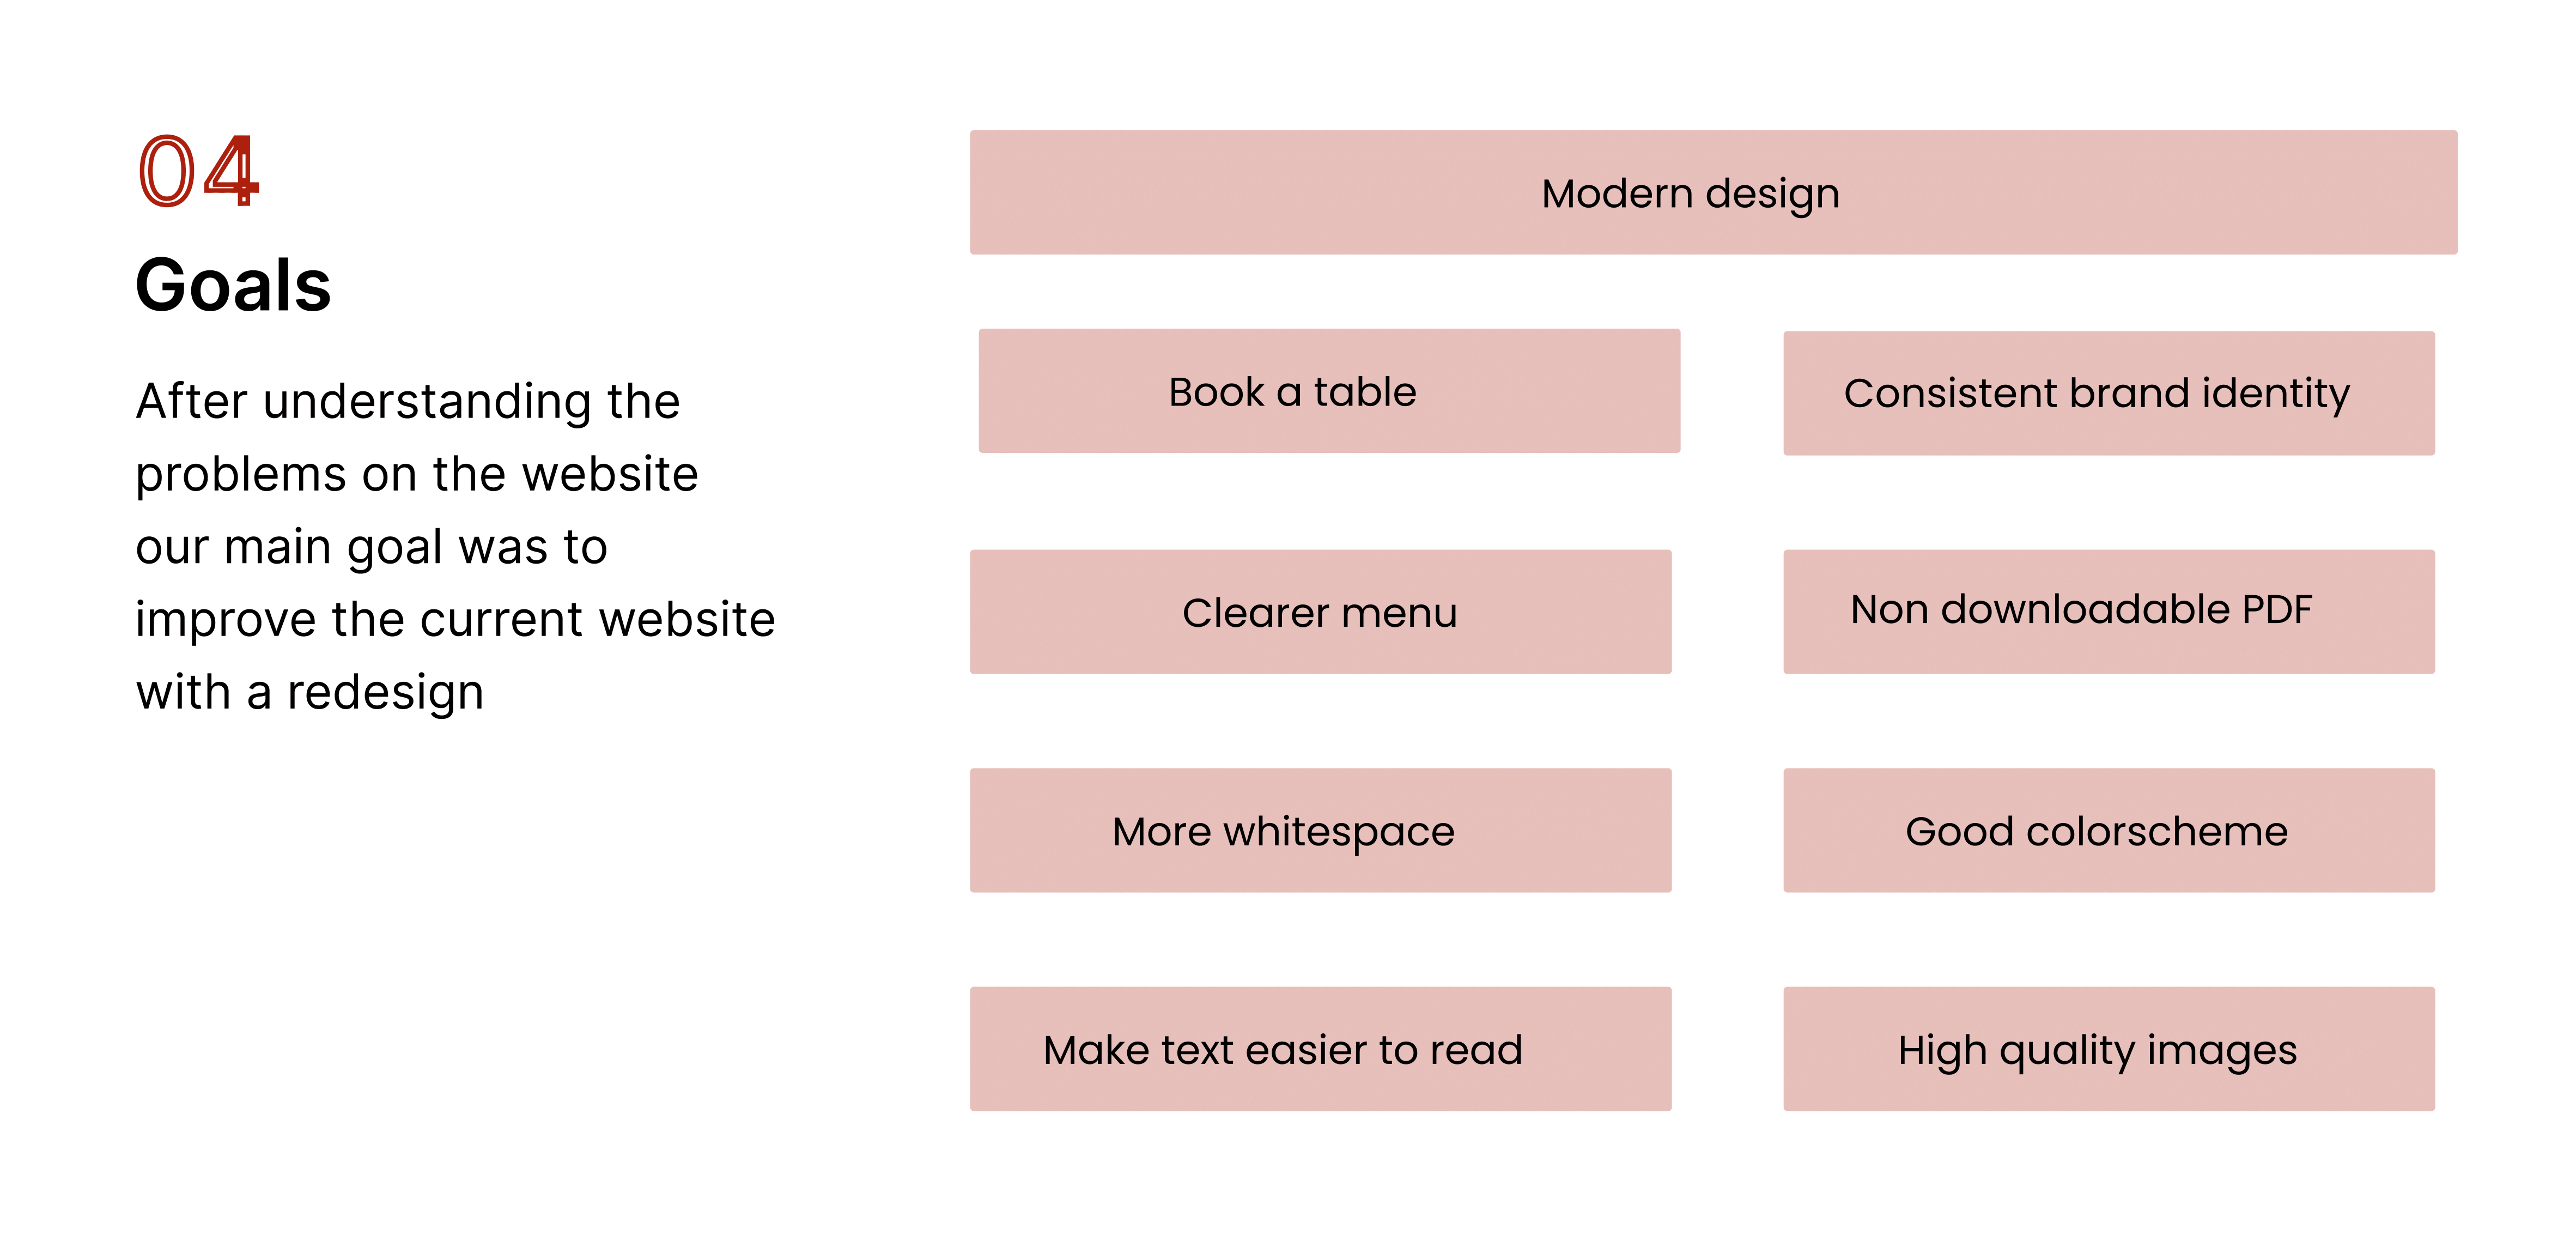 04
Goals
After understanding the
problems on the website
our main goal was to
improve the current website
with a redesign
Modern design
Book a table
Consistent brand identity
Clearer menu
Non downloadable PDF
More whitespace
Good colorscheme
Make text easier to read
High quality images